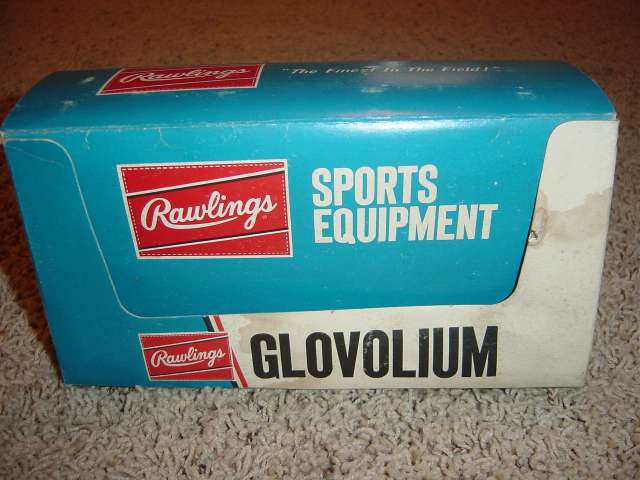 Rawlings "The Finest In The Field!"
Rawlings
SPORTS
EQUIPMENT
Rawlings
GLOVOLIUM